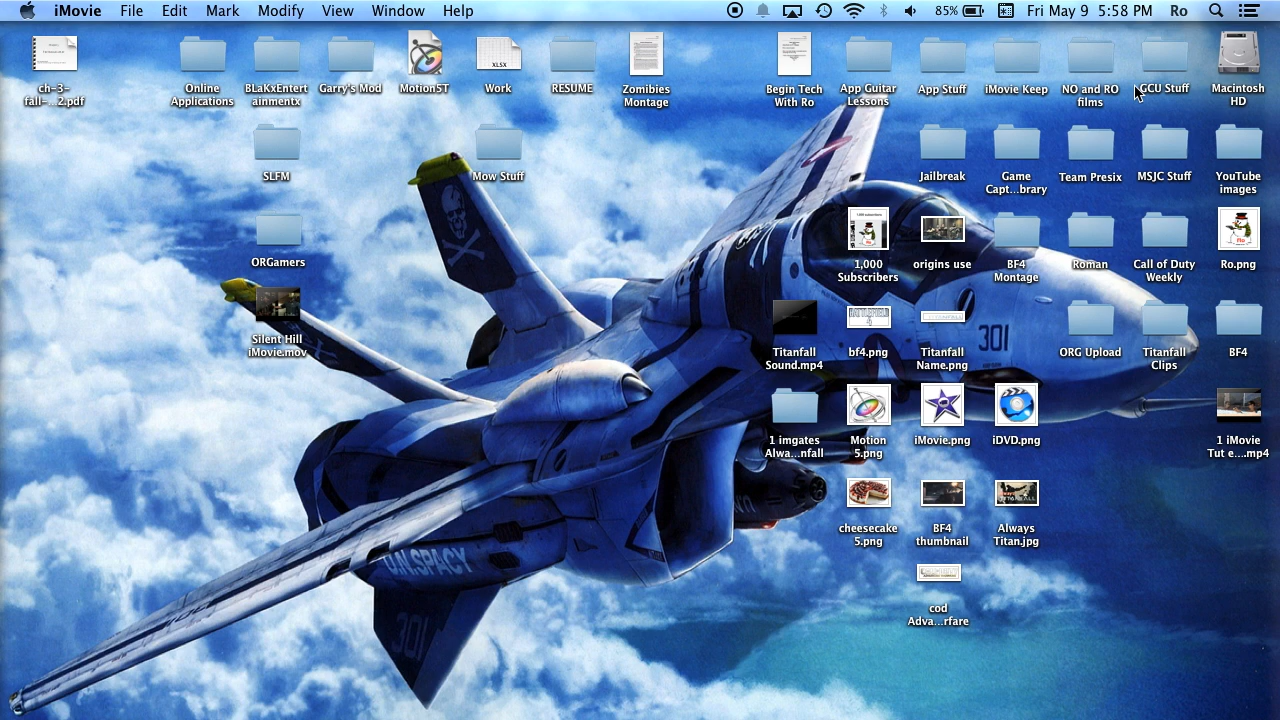 iMovie File Edit Mark Modify View Window Help 85% Fri May 9 5:58 PM Ro
ch-3-
fall-...2.pdf
Online
Applications
BLaKxEntert
ainmentx
Garry's Mod
MotionST
XLSX
Work
RESUME
Zomibies
Montage
Begin Tech
With Ro
App Guitar
Lessons
App Stuff
iMovie Keep
NO and RO
films
GCU Stuff
Macintosh
HD
SLFM
Mow Stuff
Jailbreak
Game
Capt...brary
Team Presix
MSJC Stuff
YouTube
images
ORGamers
1,000
Subscribers
origins use
BF4
Montage
Roman
Call of Duty
Weekly
Ro.png
Silent Hill
iMovie.mov
Titanfall
Sound.mp4
bf4.png
Titanfall
Name.png
ORG Upload
Titanfall
Clips
BF4
1 imgates
Alwa...nfall
Motion
5.png
iMovie.png
iDVD.png
1 iMovie
Tut e....mp4
cheesecake
5.png
BF4
thumbnail
Always
Titan.jpg
cod
Adva...rfare
301
U.N.SPACY
301